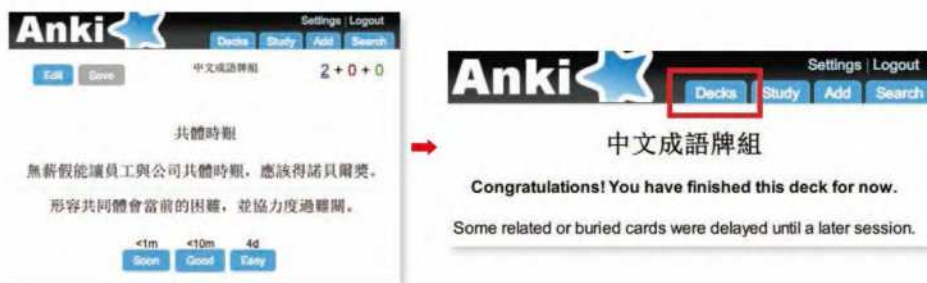 Anki
Settings | Logout
Decks Study Add Search
Edit Save
中文成語牌組
2 + 0 + 0
共體時艱
無薪假能讓員工與公司共體時艱，應該得諾貝爾獎。
形容共同體會當前的困難，並協力度過難關。
<1m <10m 4d
Soon Good Easy
Anki
Settings | Logout
Decks Study Add Search
中文成語牌組
Congratulations! You have finished this deck for now.
Some related or buried cards were delayed until a later session.